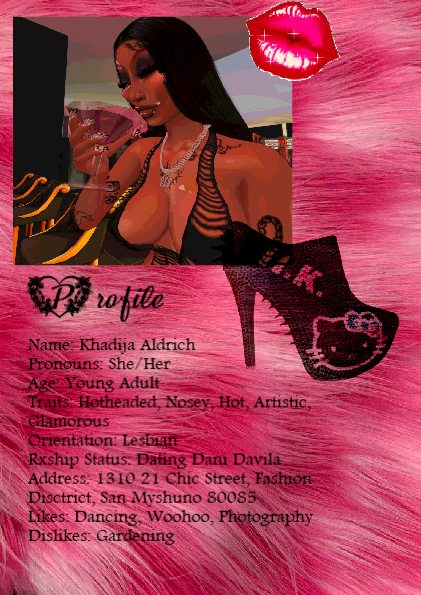 Profile
Name: Khadija Aldrich
Pronouns: She/Her
Age: Young Adult
Traits: Hotheaded, Nosey, Hot, Artistic,
Glamorous
Orientation: Lesbian
Rxship Status: Dating Dani Davila
Address: 1310 21 Chic Street, Fashion
Disctrict, San Myshuno 80085
Likes: Dancing, Woohoo, Photography
Dislikes: Gardening